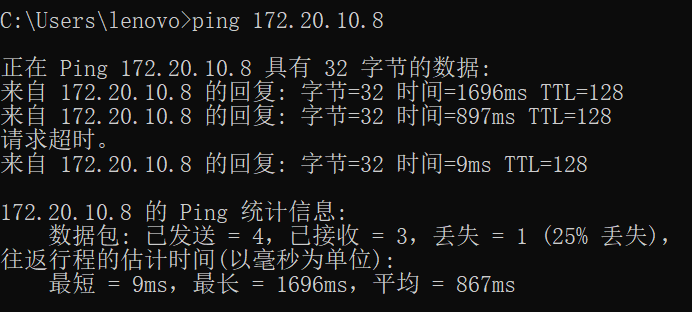 C:\Users\lenovo>ping 172.20.10.8
正在 Ping 172.20.10.8 具有 32 字节的数据:
来自 172.20.10.8 的回复: 字节=32 时间=1696ms TTL=128
来自 172.20.10.8 的回复: 字节=32 时间=897ms TTL=128
请求超时。
来自 172.20.10.8 的回复: 字节=32 时间=9ms TTL=128
172.20.10.8 的 Ping 统计信息:
数据包: 已发送 = 4，已接收 = 3，丢失 = 1 (25% 丢失)，
往返行程的估计时间(以毫秒为单位):
最短 = 9ms，最长 = 1696ms，平均 = 867ms